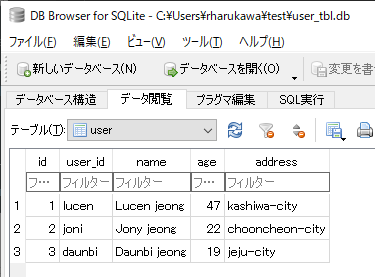 DB Browser for SQLite - C:¥Users¥rharukawa¥test¥user_tbl.db
ファイル(F) 編集(E) ビュー(V) ツール(T) ヘルプ(H)
新しいデータベース(N) データベースを開く(O) 変更を書
データベース構造 データ閲覧 プラグマ編集 SQL実行
テーブル(T): user
id user_id name age address
フ… フィルター フィルター フ… フィルター
1 1 lucen Lucen jeong 47 kashiwa-city
2 2 joni Jony jeong 22 chooncheon-city
3 3 daunbi Daunbi jeong 19 jeju-city